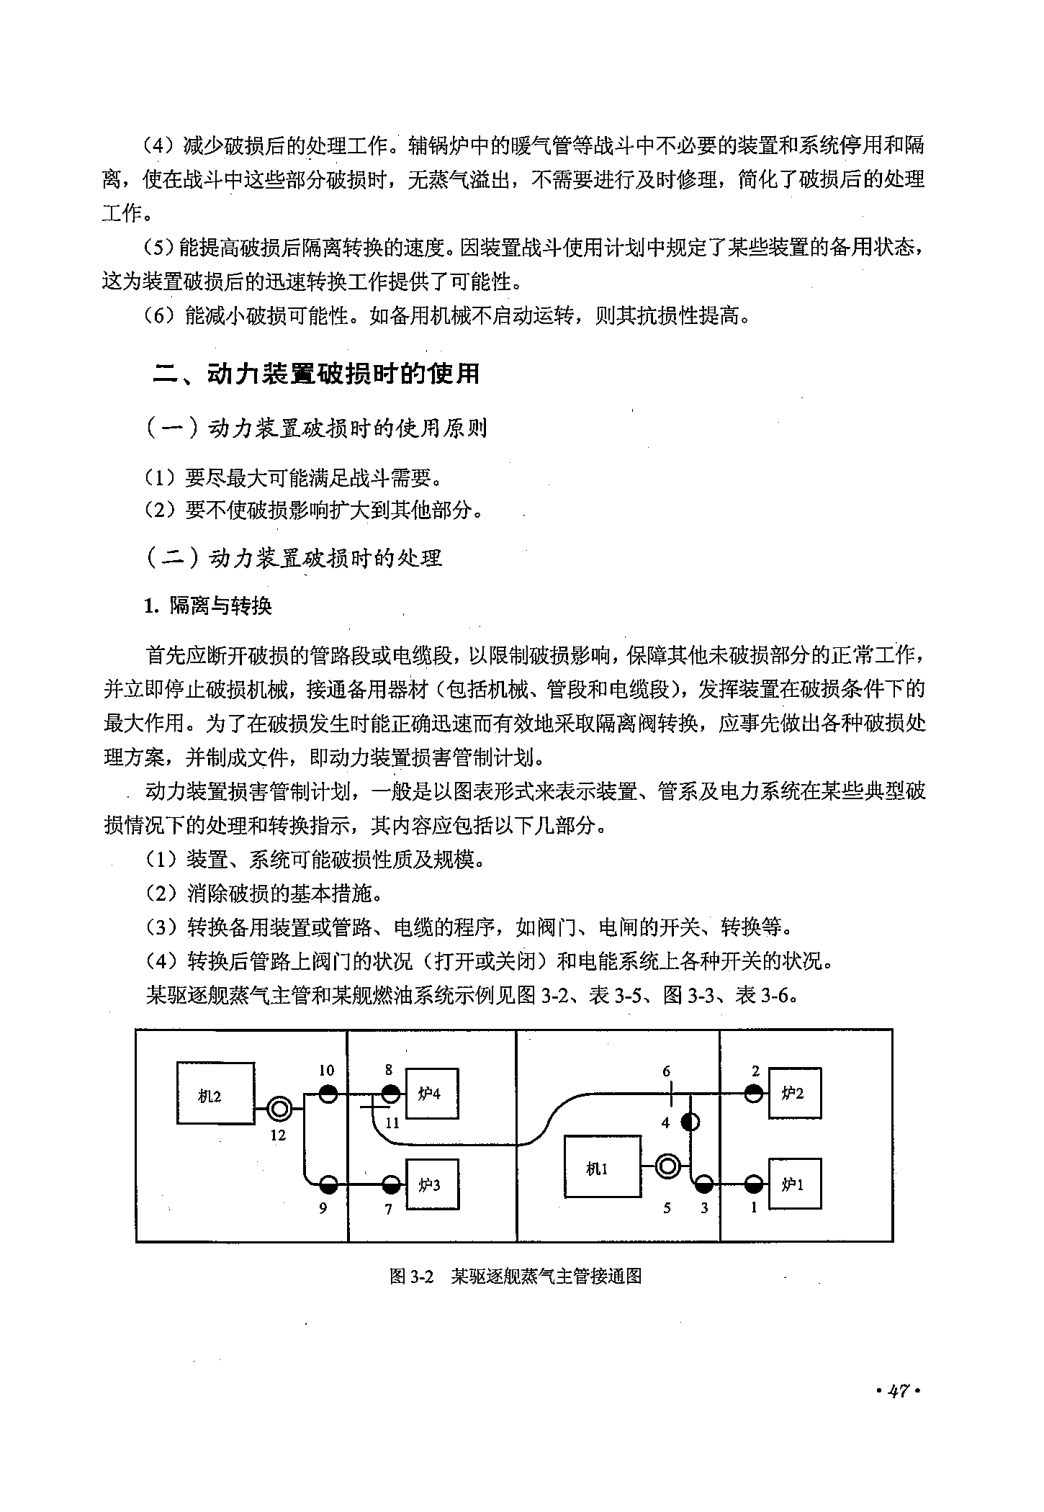 （4）减少破损后的处理工作。辅锅炉中的暖气管等战斗中不必要的装置和系统停用和隔
离，使在战斗中这些部分破损时，无蒸气溢出，不需要进行及时修理，简化了破损后的处理
工作。
（5）能提高破损后隔离转换的速度。因装置战斗使用计划中规定了某些装置的备用状态，
这为装置破损后的迅速转换工作提供了可能性。
（6）能减小破损可能性。如备用机械不启动运转，则其抗损性提高。
二、动力装置破损时的使用
（一）动力装置破损时的使用原则
（1）要尽最大可能满足战斗需要。
（2）要不使破损影响扩大到其他部分。
（二）动力装置破损时的处理
1. 隔离与转换
首先应断开破损的管路段或电缆段，以限制破损影响，保障其他未破损部分的正常工作，
并立即停止破损机械，接通备用器材（包括机械、管段和电缆段），发挥装置在破损条件下的
最大作用。为了在破损发生时能正确迅速而有效地采取隔离阀转换，应事先做出各种破损处
理方案，并制成文件，即动力装置损害管制计划。
动力装置损害管制计划，一般是以图表形式来表示装置、管系及电力系统在某些典型破
损情况下的处理和转换指示，其内容应包括以下几部分。
（1）装置、系统可能破损性质及规模。
（2）消除破损的基本措施。
（3）转换备用装置或管路、电缆的程序，如阀门、电闸的开关、转换等。
（4）转换后管路上阀门的状况（打开或关闭）和电能系统上各种开关的状况。
某驱逐舰蒸气主管和某舰燃油系统示例见图 3-2、表 3-5、图 3-3、表 3-6。
10 8 6 2
机2 炉4 炉2
12 11 4
机1
炉3 炉1
9 7 5 3 1
图 3-2 某驱逐舰蒸气主管接通图
·47·